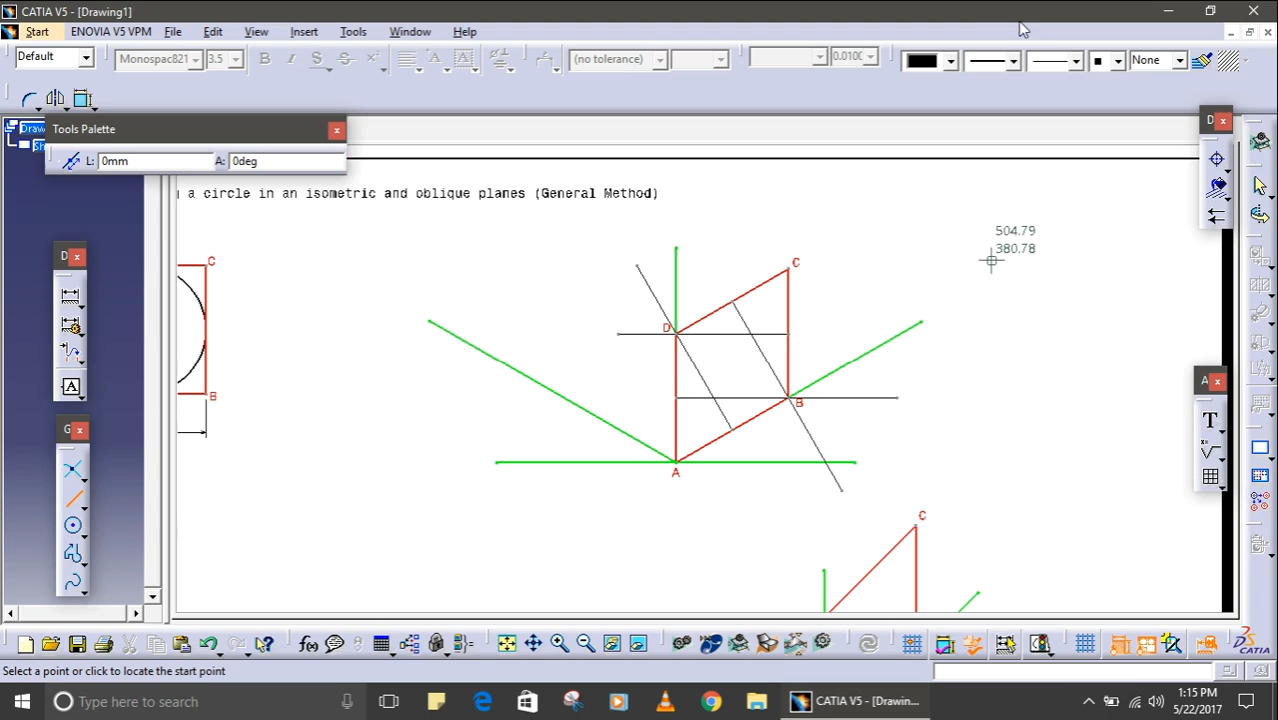 CATIA V5 - [Drawing1]
Start ENOVIA V5 VPM File Edit View Insert Tools Window Help
Default Monospac821 3.5 B I S S (no tolerance) 0.010( None
Draw
Tools Palette
L: 0mm A: 0deg
D
a circle in an isometric and oblique planes (General Method)
504.79
380.78
D
C
C
D
B
B
A
A
G
T
C
f(x)
CATIA
Select a point or click to locate the start point
Type here to search
CATIA V5 - [Drawin...
1:15 PM
5/22/2017